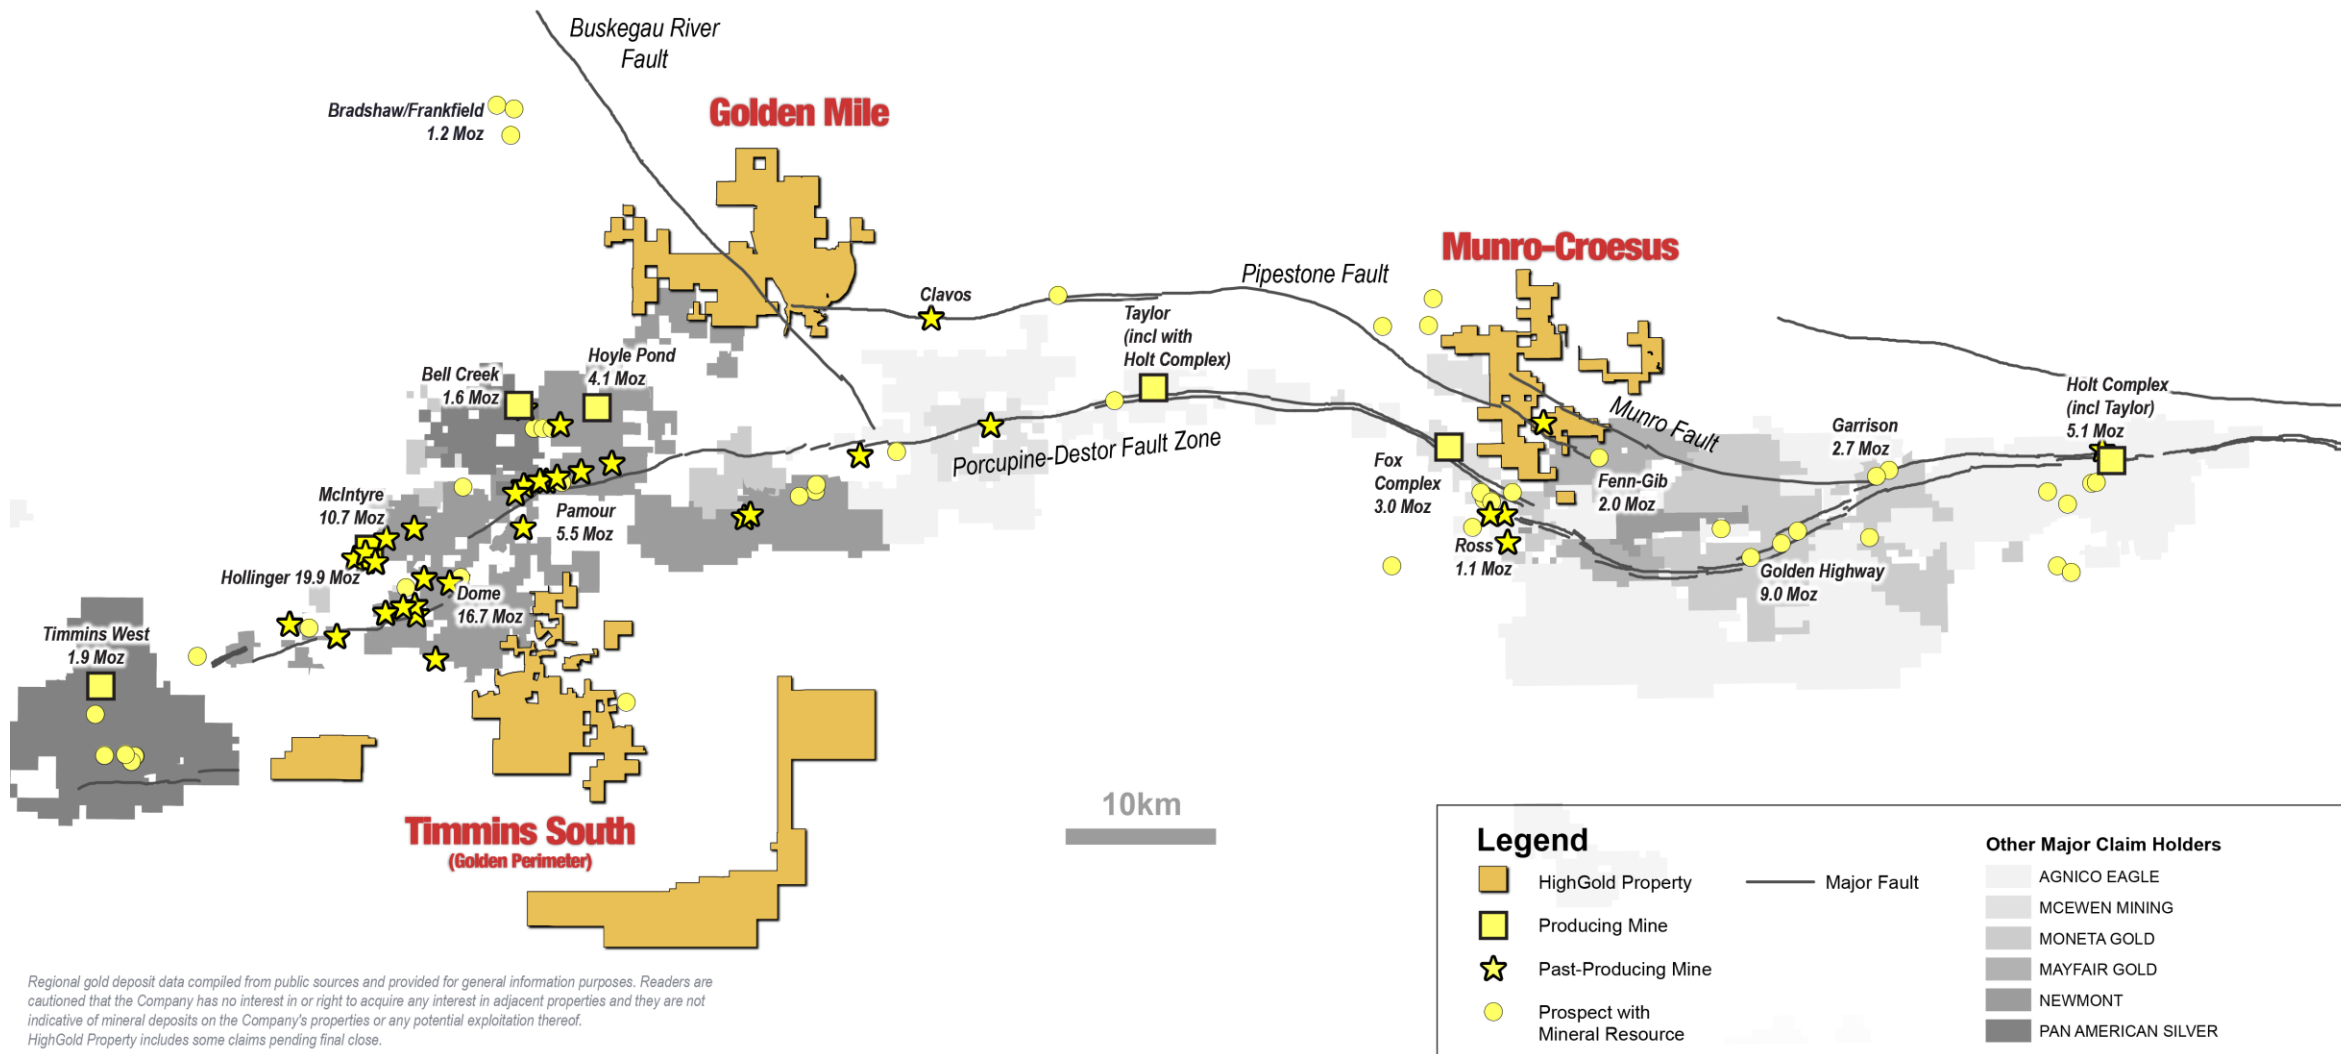 Buskegau River
Fault
Bradshaw/Frankfield
1.2 Moz
Golden Mile
Munro-Croesus
Pipestone Fault
Clavos
Taylor
(incl with
Holt Complex)
Hoyle Pond
4.1 Moz
Bell Creek
1.6 Moz
Holt Complex
(incl Taylor)
5.1 Moz
Munro Fault
Garrison
2.7 Moz
Porcupine-Destor Fault Zone
Fox
Complex
3.0 Moz
Fenn-Gib
2.0 Moz
McIntyre
10.7 Moz
Pamour
5.5 Moz
Ross
1.1 Moz
Hollinger 19.9 Moz
Golden Highway
9.0 Moz
Dome
16.7 Moz
Timmins West
1.9 Moz
Timmins South
(Golden Perimeter)
10km
Legend
HighGold Property
Major Fault
Producing Mine
Past-Producing Mine
Prospect with
Mineral Resource
Other Major Claim Holders
AGNICO EAGLE
MCEWEN MINING
MONETA GOLD
MAYFAIR GOLD
NEWMONT
PAN AMERICAN SILVER
Regional gold deposit data compiled from public sources and provided for general information purposes. Readers are
cautioned that the Company has no interest in or right to acquire any interest in adjacent properties and they are not
indicative of mineral deposits on the Company's properties or any potential exploitation thereof.
HighGold Property includes some claims pending final close.